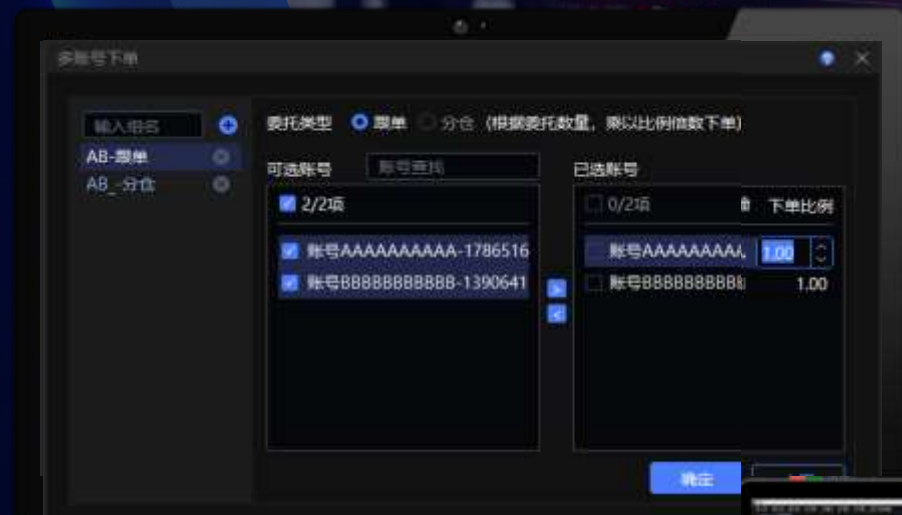 多账号下单
输入组名
AB-跟单
AB_-分仓
委托类型 跟单 分仓 (根据委托数量，乘以比例倍数下单)
可选账号 账号查找
2/2项
账号AAAAAAAAAA-1786516
账号BBBBBBBBBBB-1390641
>
<
已选账号
0/2项 下单比例
账号AAAAAAAAA 1.00
账号BBBBBBBBBB 1.00
确定